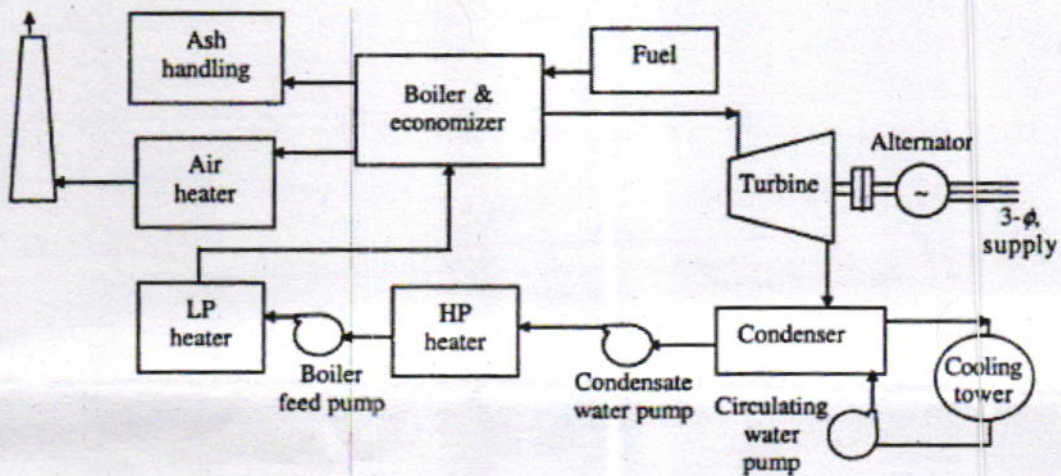 Ash
handling
Boiler &
economizer
Fuel
Air
heater
Turbine
Alternator
~
3-ϕ,
supply
LP
heater
Boiler
feed pump
HP
heater
Condensate
water pump
Condenser
Circulating
water
pump
Cooling
tower